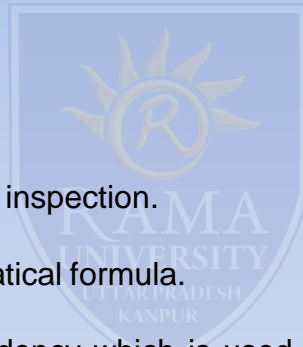 inspection.
RAMA
atical formula.
UNIVERSITY
UTTAR PRADESH
KANPUR
dency which is used